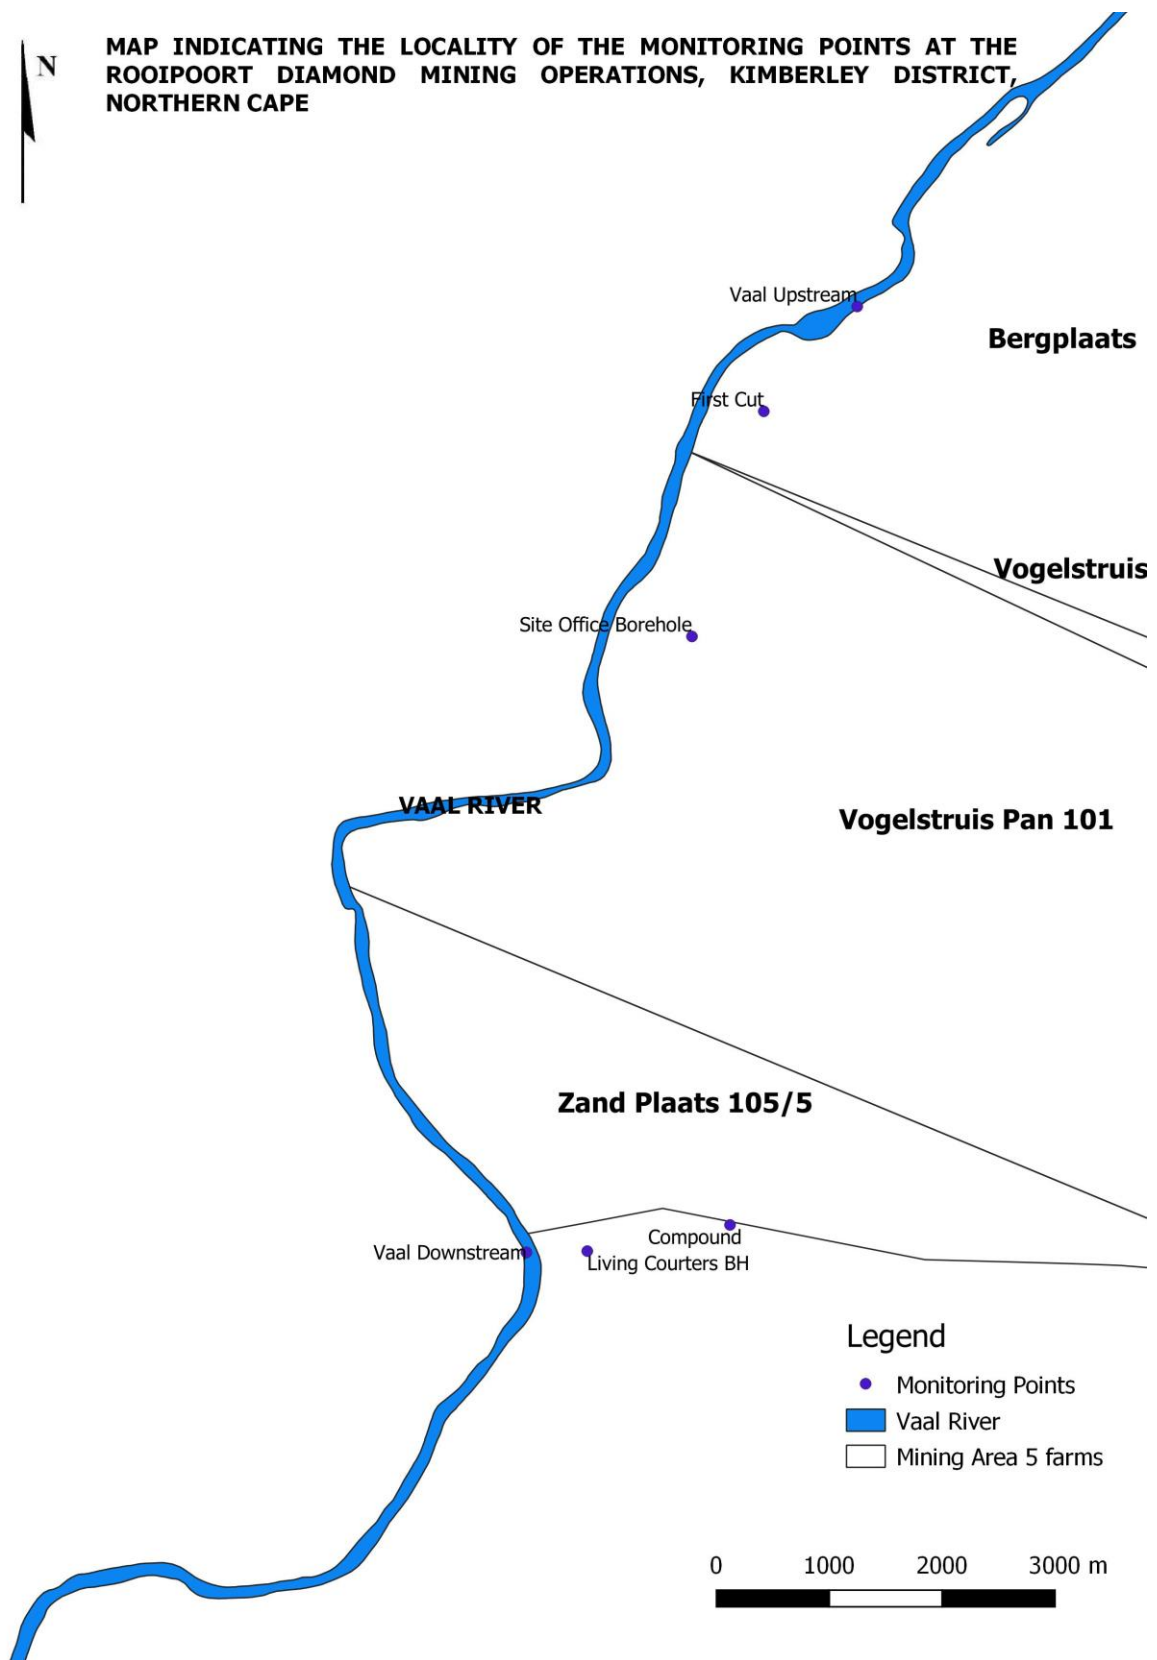 N
MAP INDICATING THE LOCALITY OF THE MONITORING POINTS AT THE
ROOIPOORT DIAMOND MINING OPERATIONS, KIMBERLEY DISTRICT,
NORTHERN CAPE
Vaal Upstream
Bergplaats
First Cut
Vogelstruis
Site Office Borehole
VAAL RIVER
Vogelstruis Pan 101
Zand Plaats 105/5
Compound
Vaal Downstream
Living Courters BH
Legend
Monitoring Points
Vaal River
Mining Area 5 farms
0 1000 2000 3000 m